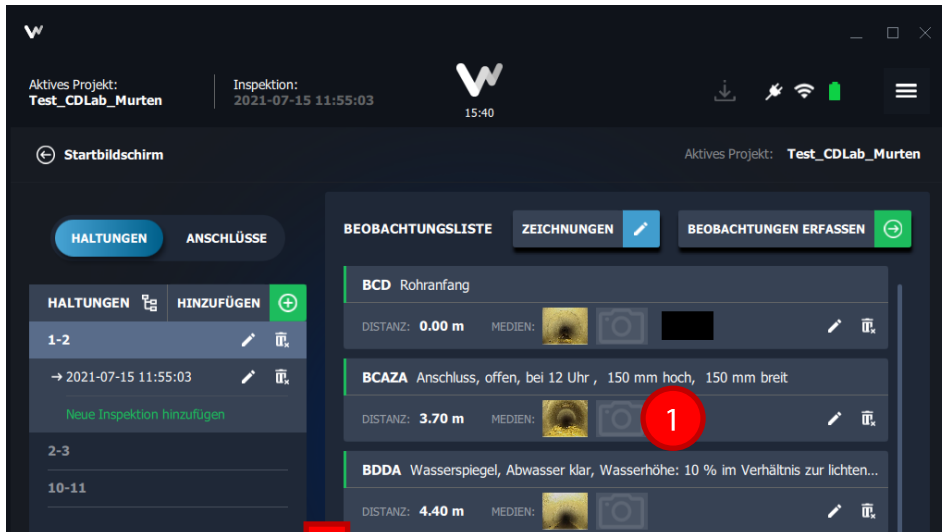 Aktives Projekt:
Test_CDLab_Murten
Inspektion:
2021-07-15 11:55:03
15:40
Startbildschirm
Aktives Projekt: Test_CDLab_Murten
HALTUNGEN ANSCHLÜSSE
HALTUNGEN HINZUFÜGEN
1-2
→ 2021-07-15 11:55:03
Neue Inspektion hinzufügen
2-3
10-11
BEOBACHTUNGSLISTE ZEICHNUNGEN BEOBACHTUNGEN ERFASSEN
BCD Rohranfang
DISTANZ: 0.00 m MEDIEN:
BCAZA Anschluss, offen, bei 12 Uhr , 150 mm hoch, 150 mm breit
DISTANZ: 3.70 m MEDIEN:
1
BDDA Wasserspiegel, Abwasser klar, Wasserhöhe: 10 % im Verhältnis zur lichten...
DISTANZ: 4.40 m MEDIEN: